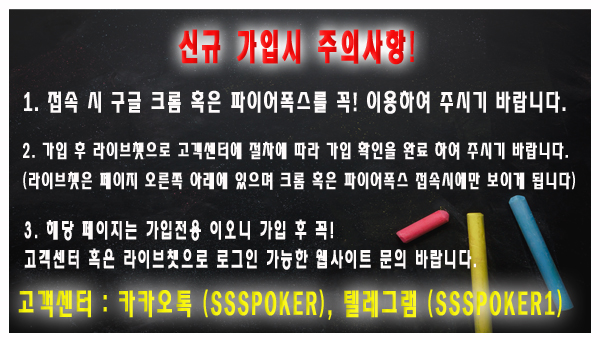 신규 가입시 주의사항!
1. 접속 시 구글 크롬 혹은 파이어폭스를 꼭! 이용하여 주시기 바랍니다.
2. 가입 후 라이브챗으로 고객센터에 절차에 따라 가입 확인을 완료 하여 주시기 바랍니다.
(라이브챗은 페이지 오른쪽 아래에 있으며 크롬 혹은 파이어폭스 접속시에만 보이게 됩니다)
3. 해당 페이지는 가입전용 이오니 가입 후 꼭!
고객센터 혹은 라이브챗으로 로그인 가능한 웹사이트 문의 바랍니다.
고객센터 : 카카오톡 (SSSPOKER), 텔레그램 (SSSPOKER1)